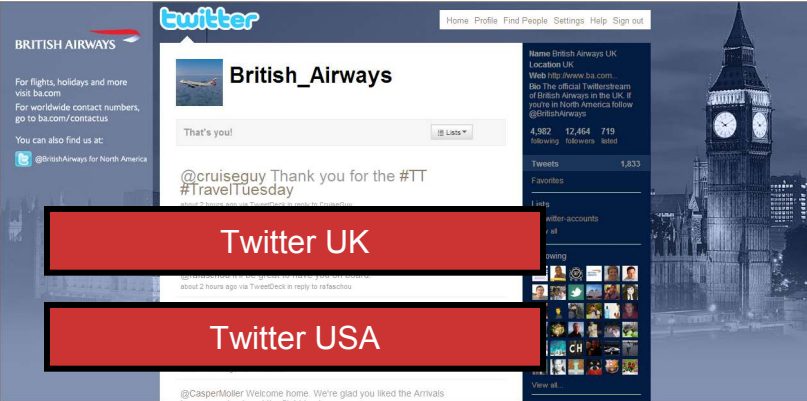 twitter
Home Profile Find People Settings Help Sign out
BRITISH AIRWAYS
For flights, holidays and more
visit ba.com
For worldwide contact numbers,
go to ba.com/contactus
You can also find us at:
@BritishAirways for North America
British_Airways
That's you!
Lists
@cruiseguy Thank you for the #TT
#TravelTuesday
about 2 hours ago via TweetDeck in reply to CruiseGuy
Twitter UK
about 2 hours ago via TweetDeck in reply to rafaschou
Twitter USA
@CasperMoller Welcome home. We're glad you liked the Arrivals
Name British Airways UK
Location UK
Web http://www.ba.com...
Bio The official Twitterstream
of British Airways in the UK. If
you're in North America follow
@BritishAirways
4,982 12,464 719
following followers listed
Tweets 1,833
Favorites
Lists
View all...